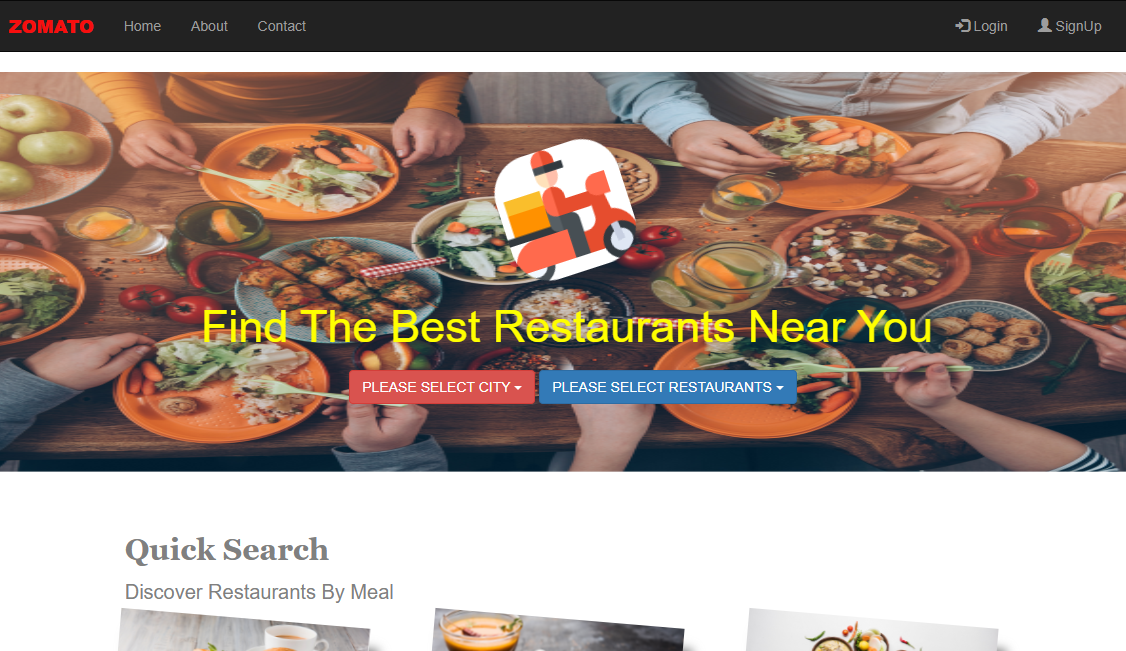 ZOMATO Home About Contact Login SignUp
Find The Best Restaurants Near You
PLEASE SELECT CITY PLEASE SELECT RESTAURANTS
Quick Search
Discover Restaurants By Meal